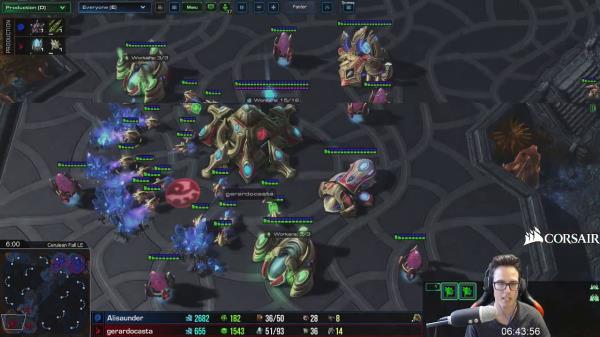 Production (D)
Everyone (E)
Menu
Faster
PRODUCTION
Workers: 3/3
Workers: 15/16
gerardocasta
Workers: 3/3
6:00
Cerulean Fall LE
CORSAIR
Alisaunder 2682 182 36/50 28 8
gerardocasta 655 1543 51/93 36 14
06:43:56